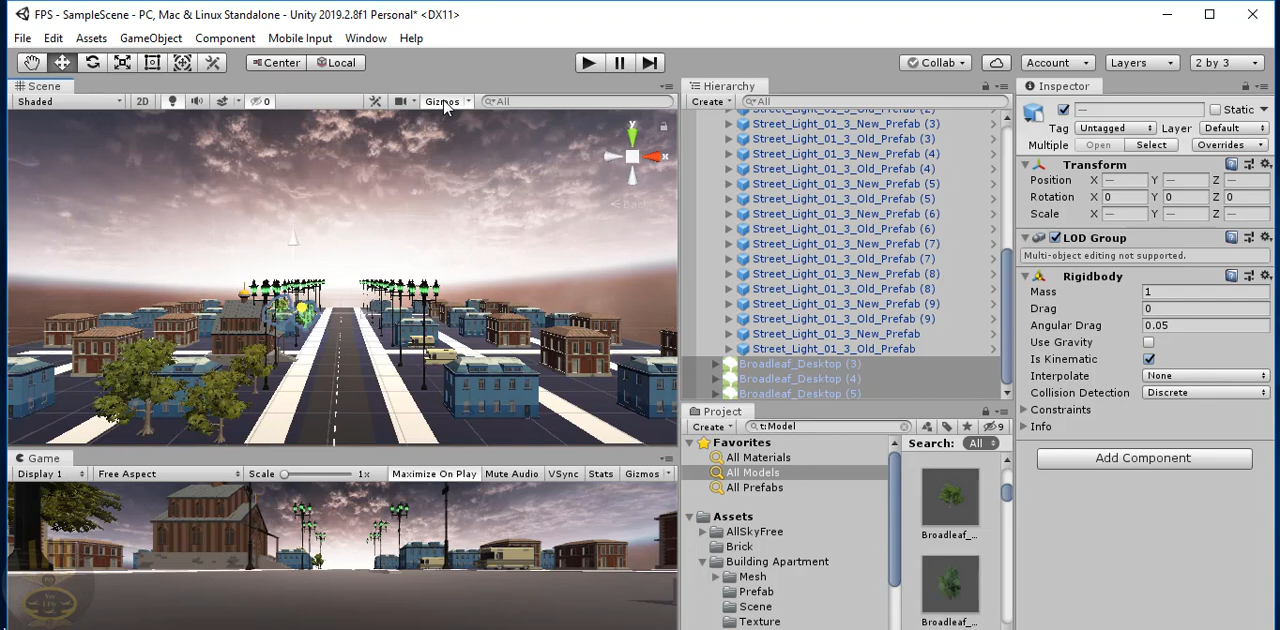 FPS - SampleScene - PC, Mac & Linux Standalone - Unity 2019.2.8f1 Personal* <DX11>
File Edit Assets GameObject Component Mobile Input Window Help
Center Local Collab Account Layers 2 by 3
Scene
Shaded 2D 0 Gizmos All
Y
x
Back
Hierarchy
Create All
Street_Light_01_3_New_Prefab (3)
Street_Light_01_3_Old_Prefab (3)
Street_Light_01_3_New_Prefab (4)
Street_Light_01_3_Old_Prefab (4)
Street_Light_01_3_New_Prefab (5)
Street_Light_01_3_Old_Prefab (5)
Street_Light_01_3_New_Prefab (6)
Street_Light_01_3_Old_Prefab (6)
Street_Light_01_3_New_Prefab (7)
Street_Light_01_3_Old_Prefab (7)
Street_Light_01_3_New_Prefab (8)
Street_Light_01_3_Old_Prefab (8)
Street_Light_01_3_New_Prefab (9)
Street_Light_01_3_Old_Prefab (9)
Street_Light_01_3_New_Prefab
Street_Light_01_3_Old_Prefab
Broadleaf_Desktop (3)
Broadleaf_Desktop (4)
Broadleaf_Desktop (5)
Inspector
— Static
Tag Untagged Layer Default
Multiple Open Select Overrides
Transform
Position X — Y — Z —
Rotation X 0 Y 0 Z 0
Scale X — Y — Z —
LOD Group
Multi-object editing not supported.
Rigidbody
Mass 1
Drag 0
Angular Drag 0.05
Use Gravity
Is Kinematic
Interpolate None
Collision Detection Discrete
Constraints
Info
Add Component
Game
Display 1 Free Aspect Scale 1x Maximize On Play Mute Audio VSync Stats Gizmos
Project
Create t:Model 9
Favorites
All Materials
All Models
All Prefabs
Assets
AllSkyFree
Brick
Building Apartment
Mesh
Prefab
Scene
Texture
Search: All
Broadleaf_...
Broadleaf_...